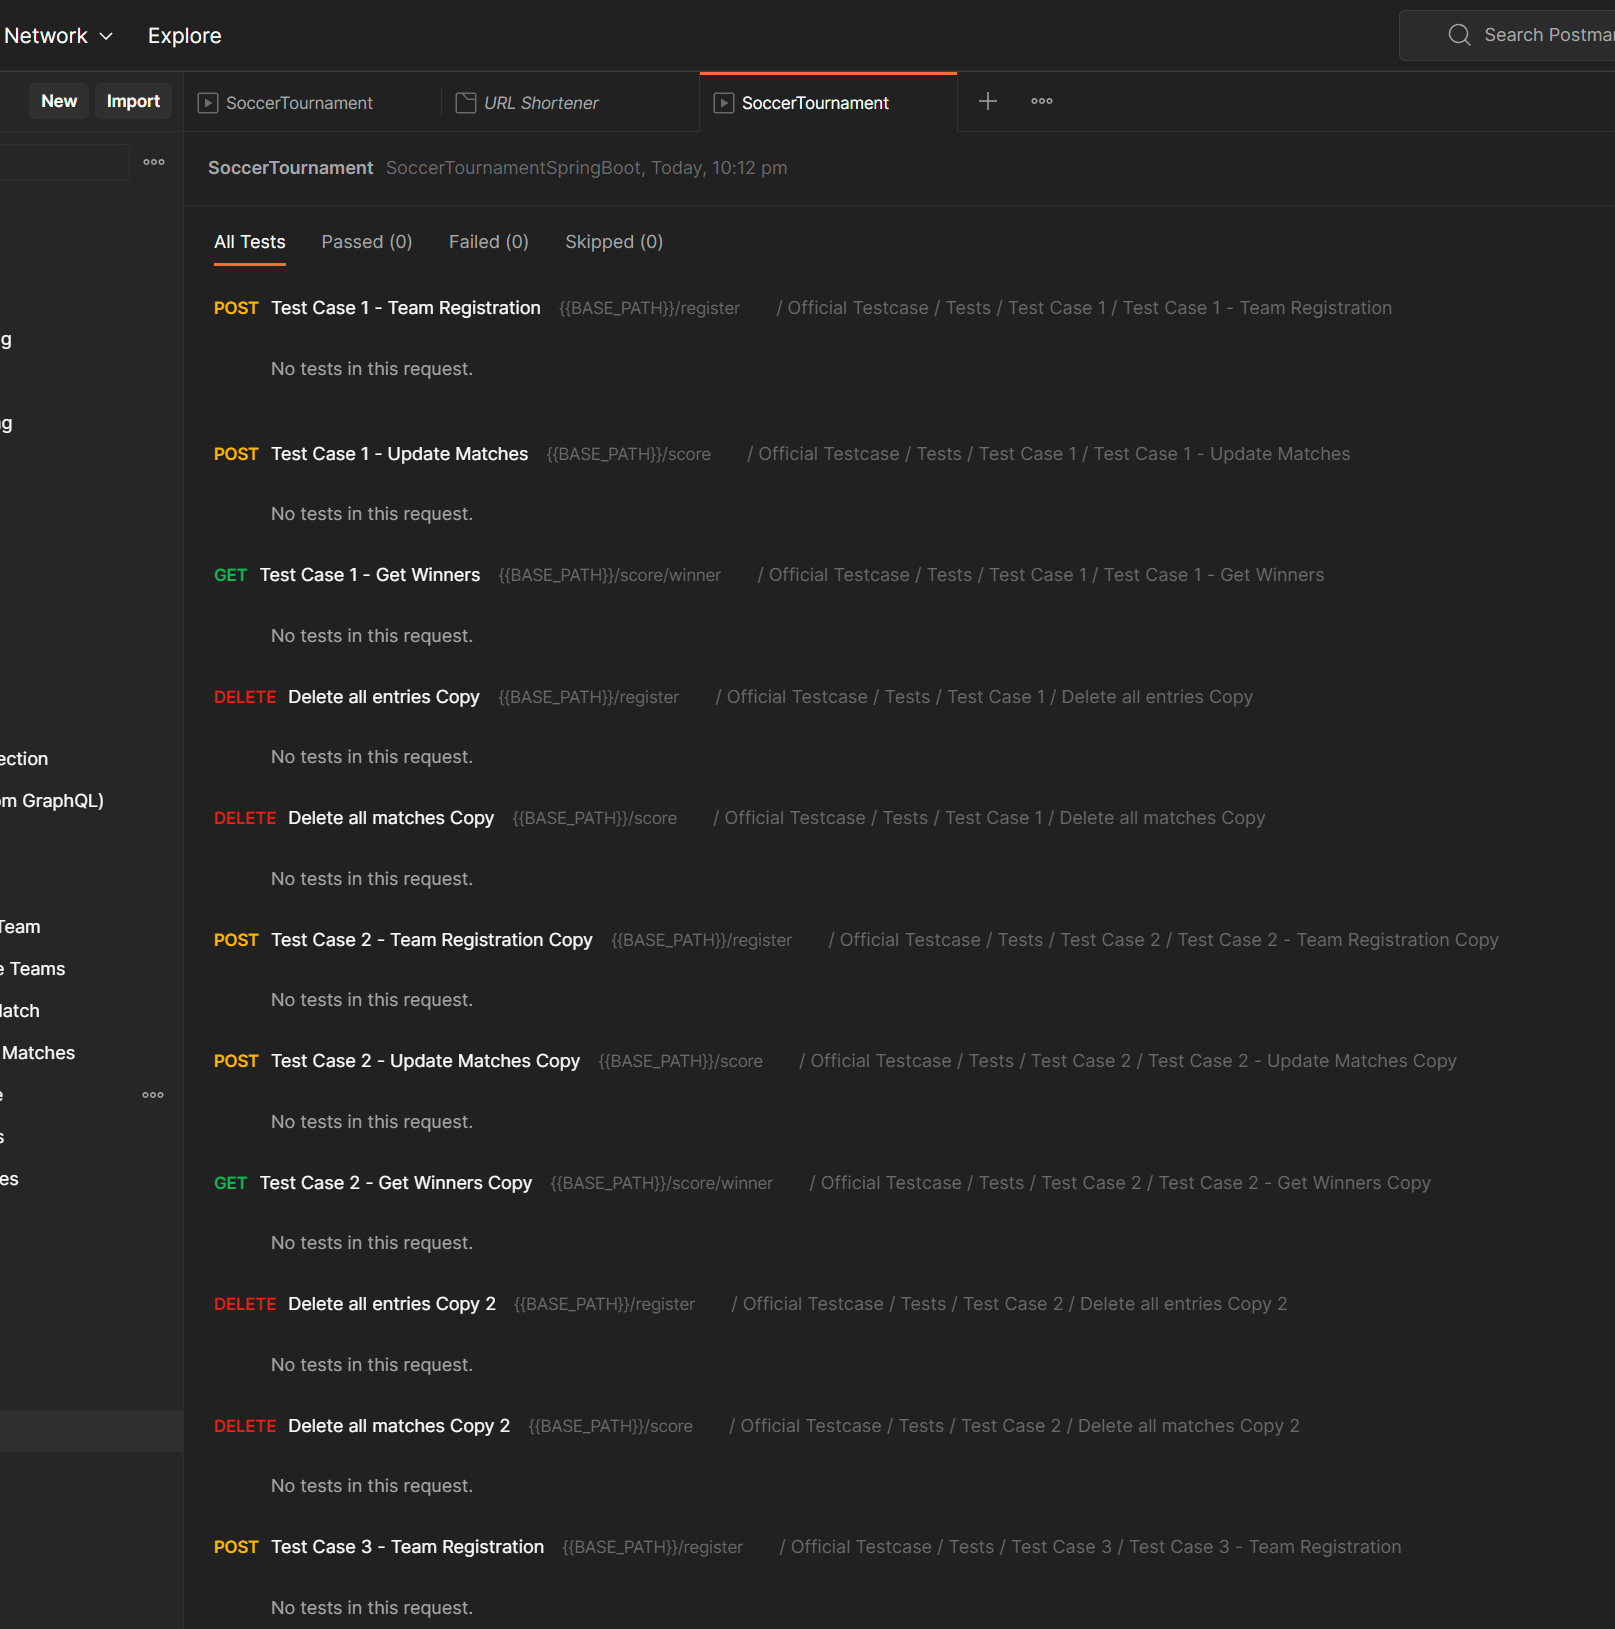 Network Explore Search Postma
New Import SoccerTournament URL Shortener SoccerTournament
SoccerTournament SoccerTournamentSpringBoot, Today, 10:12 pm
All Tests Passed (0) Failed (0) Skipped (0)
POST Test Case 1 - Team Registration {{BASE_PATH}}/register / Official Testcase / Tests / Test Case 1 / Test Case 1 - Team Registration
g
No tests in this request.
g
POST Test Case 1 - Update Matches {{BASE_PATH}}/score / Official Testcase / Tests / Test Case 1 / Test Case 1 - Update Matches
No tests in this request.
GET Test Case 1 - Get Winners {{BASE_PATH}}/score/winner / Official Testcase / Tests / Test Case 1 / Test Case 1 - Get Winners
No tests in this request.
DELETE Delete all entries Copy {{BASE_PATH}}/register / Official Testcase / Tests / Test Case 1 / Delete all entries Copy
No tests in this request.
ection
om GraphQL)
DELETE Delete all matches Copy {{BASE_PATH}}/score / Official Testcase / Tests / Test Case 1 / Delete all matches Copy
No tests in this request.
Team
POST Test Case 2 - Team Registration Copy {{BASE_PATH}}/register / Official Testcase / Tests / Test Case 2 / Test Case 2 - Team Registration Copy
e Teams
No tests in this request.
latch
Matches
POST Test Case 2 - Update Matches Copy {{BASE_PATH}}/score / Official Testcase / Tests / Test Case 2 / Test Case 2 - Update Matches Copy
e
No tests in this request.
s
es
GET Test Case 2 - Get Winners Copy {{BASE_PATH}}/score/winner / Official Testcase / Tests / Test Case 2 / Test Case 2 - Get Winners Copy
No tests in this request.
DELETE Delete all entries Copy 2 {{BASE_PATH}}/register / Official Testcase / Tests / Test Case 2 / Delete all entries Copy 2
No tests in this request.
DELETE Delete all matches Copy 2 {{BASE_PATH}}/score / Official Testcase / Tests / Test Case 2 / Delete all matches Copy 2
No tests in this request.
POST Test Case 3 - Team Registration {{BASE_PATH}}/register / Official Testcase / Tests / Test Case 3 / Test Case 3 - Team Registration
No tests in this request.